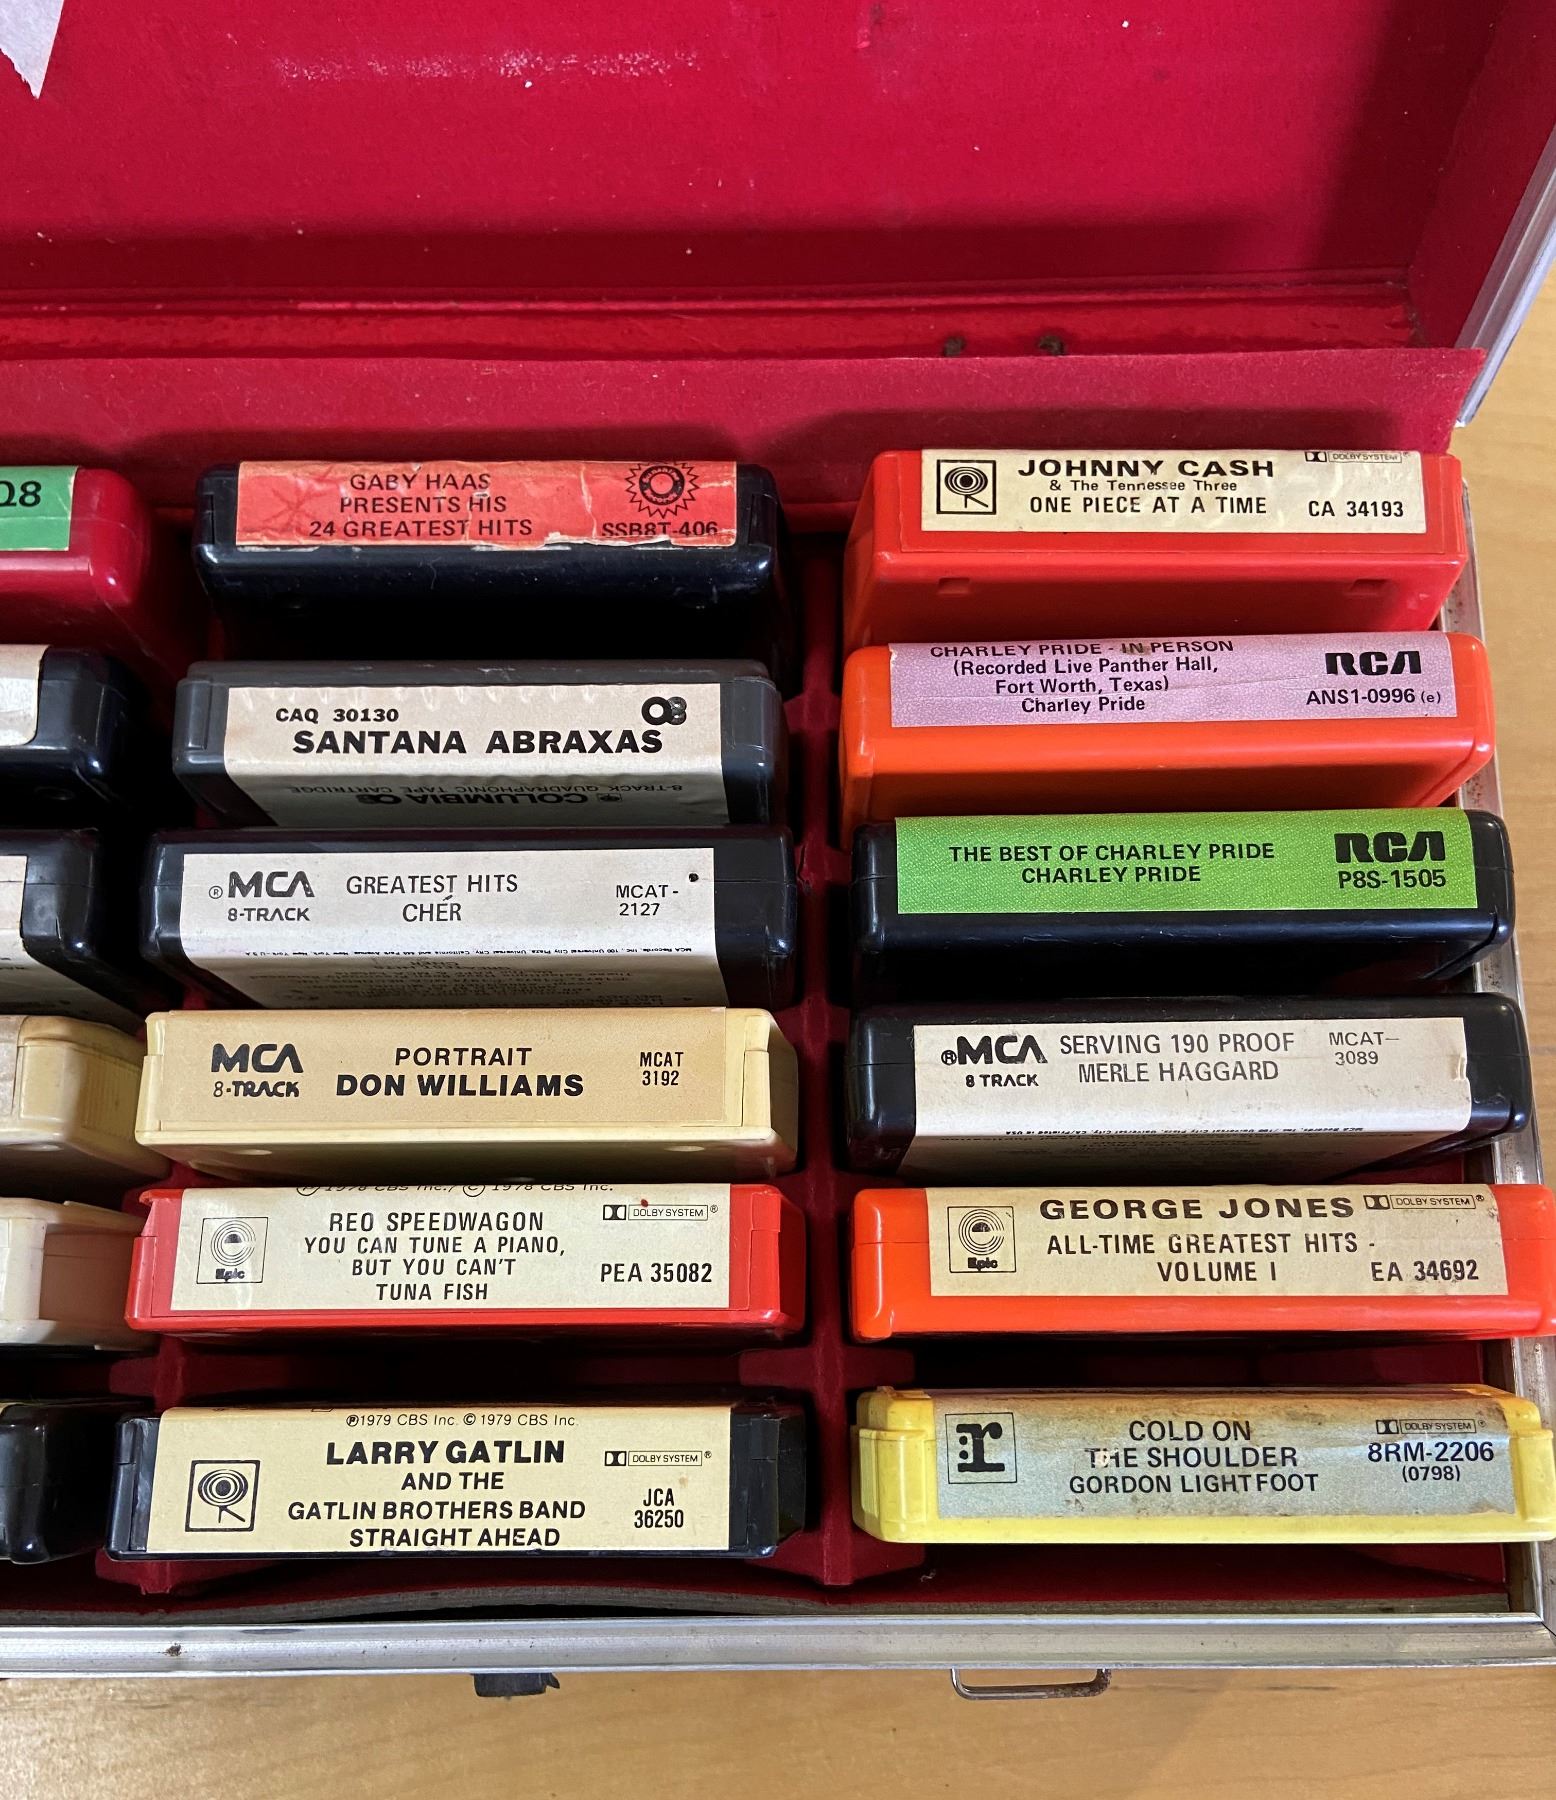 Q8
GABY HAAS
PRESENTS HIS
24 GREATEST HITS
SSB8T-406
CAQ 30130
Q8
SANTANA ABRAXAS
COLUMBIA
8-TRACK QUADRAPHONIC TAPE CARTRIDGE
® MCA
8-TRACK
GREATEST HITS
CHER
MCAT-
2127
MCA
8-TRACK
PORTRAIT
DON WILLIAMS
MCAT
3192
℗ 1978 CBS Inc./ © 1978 CBS Inc.
Epic
REO SPEEDWAGON
YOU CAN TUNE A PIANO,
BUT YOU CAN'T
TUNA FISH
DOLBY SYSTEM ®
PEA 35082
℗1979 CBS Inc. © 1979 CBS Inc.
LARRY GATLIN
AND THE
GATLIN BROTHERS BAND
STRAIGHT AHEAD
DOLBY SYSTEM ®
JCA
36250
JOHNNY CASH
& The Tennessee Three
ONE PIECE AT A TIME
DOLBY SYSTEM ®
CA 34193
CHARLEY PRIDE - IN PERSON
(Recorded Live Panther Hall,
Fort Worth, Texas)
Charley Pride
RCA
ANS1-0996 (e)
THE BEST OF CHARLEY PRIDE
CHARLEY PRIDE
RCA
P8S-1505
® MCA
8 TRACK
SERVING 190 PROOF
MERLE HAGGARD
MCAT-
3089
Epic
GEORGE JONES
ALL-TIME GREATEST HITS -
VOLUME I
DOLBY SYSTEM ®
EA 34692
r
COLD ON
THE SHOULDER
GORDON LIGHTFOOT
DOLBY SYSTEM ®
8RM-2206
(0798)